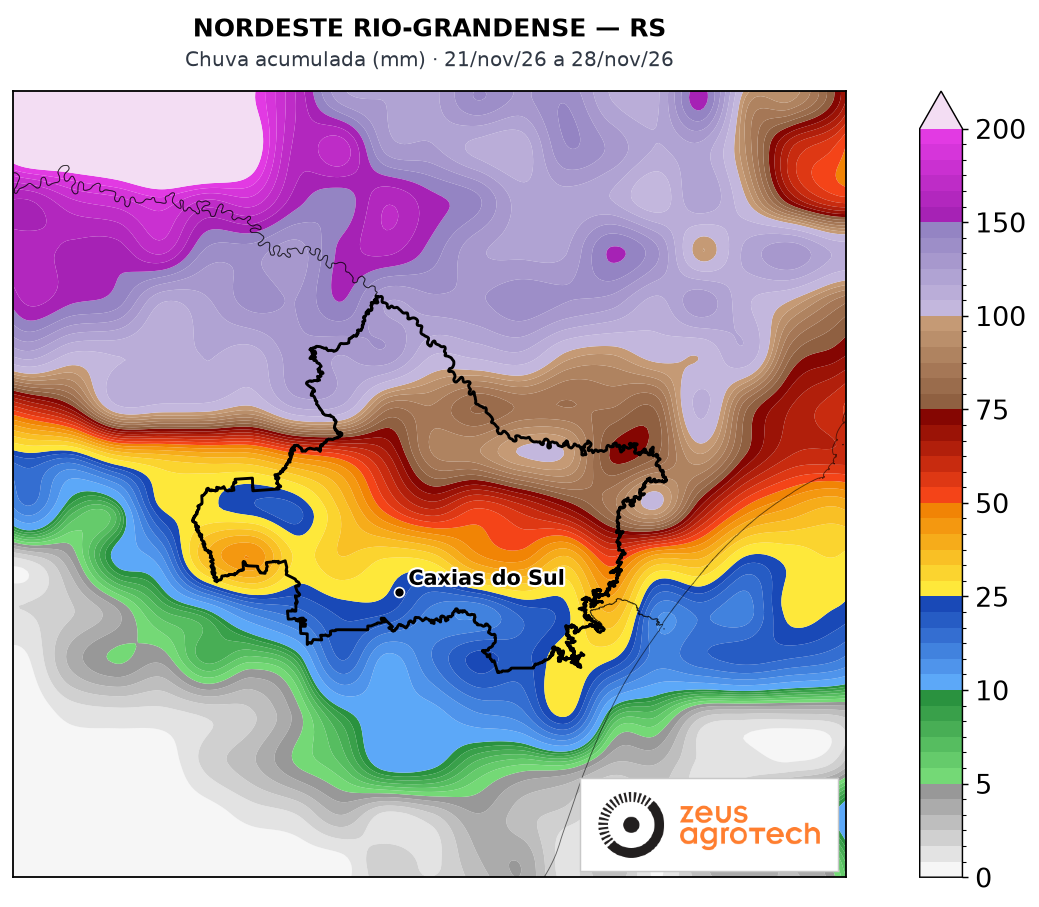 NORDESTE RIO-GRANDENSE — RS
Chuva acumulada (mm) · 21/nov/26 a 28/nov/26
200
150
100
75
50
25
10
5
0
Caxias do Sul
zeus
agrotech